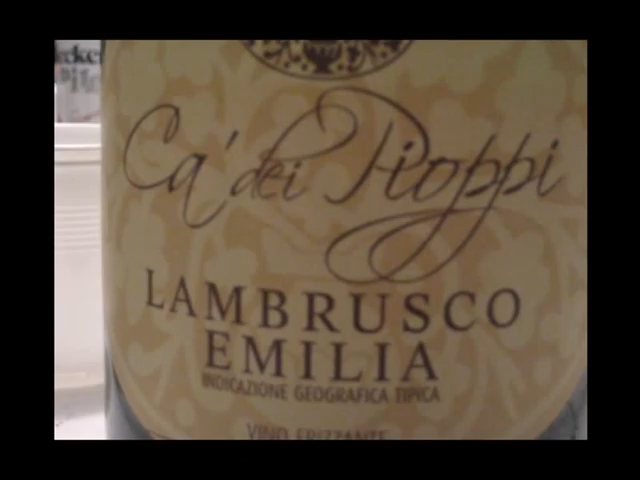 Ca' dei Pioppi
LAMBRUSCO
EMILIA
INDICAZIONE GEOGRAFICA TIPICA
VINO FRIZZANTE